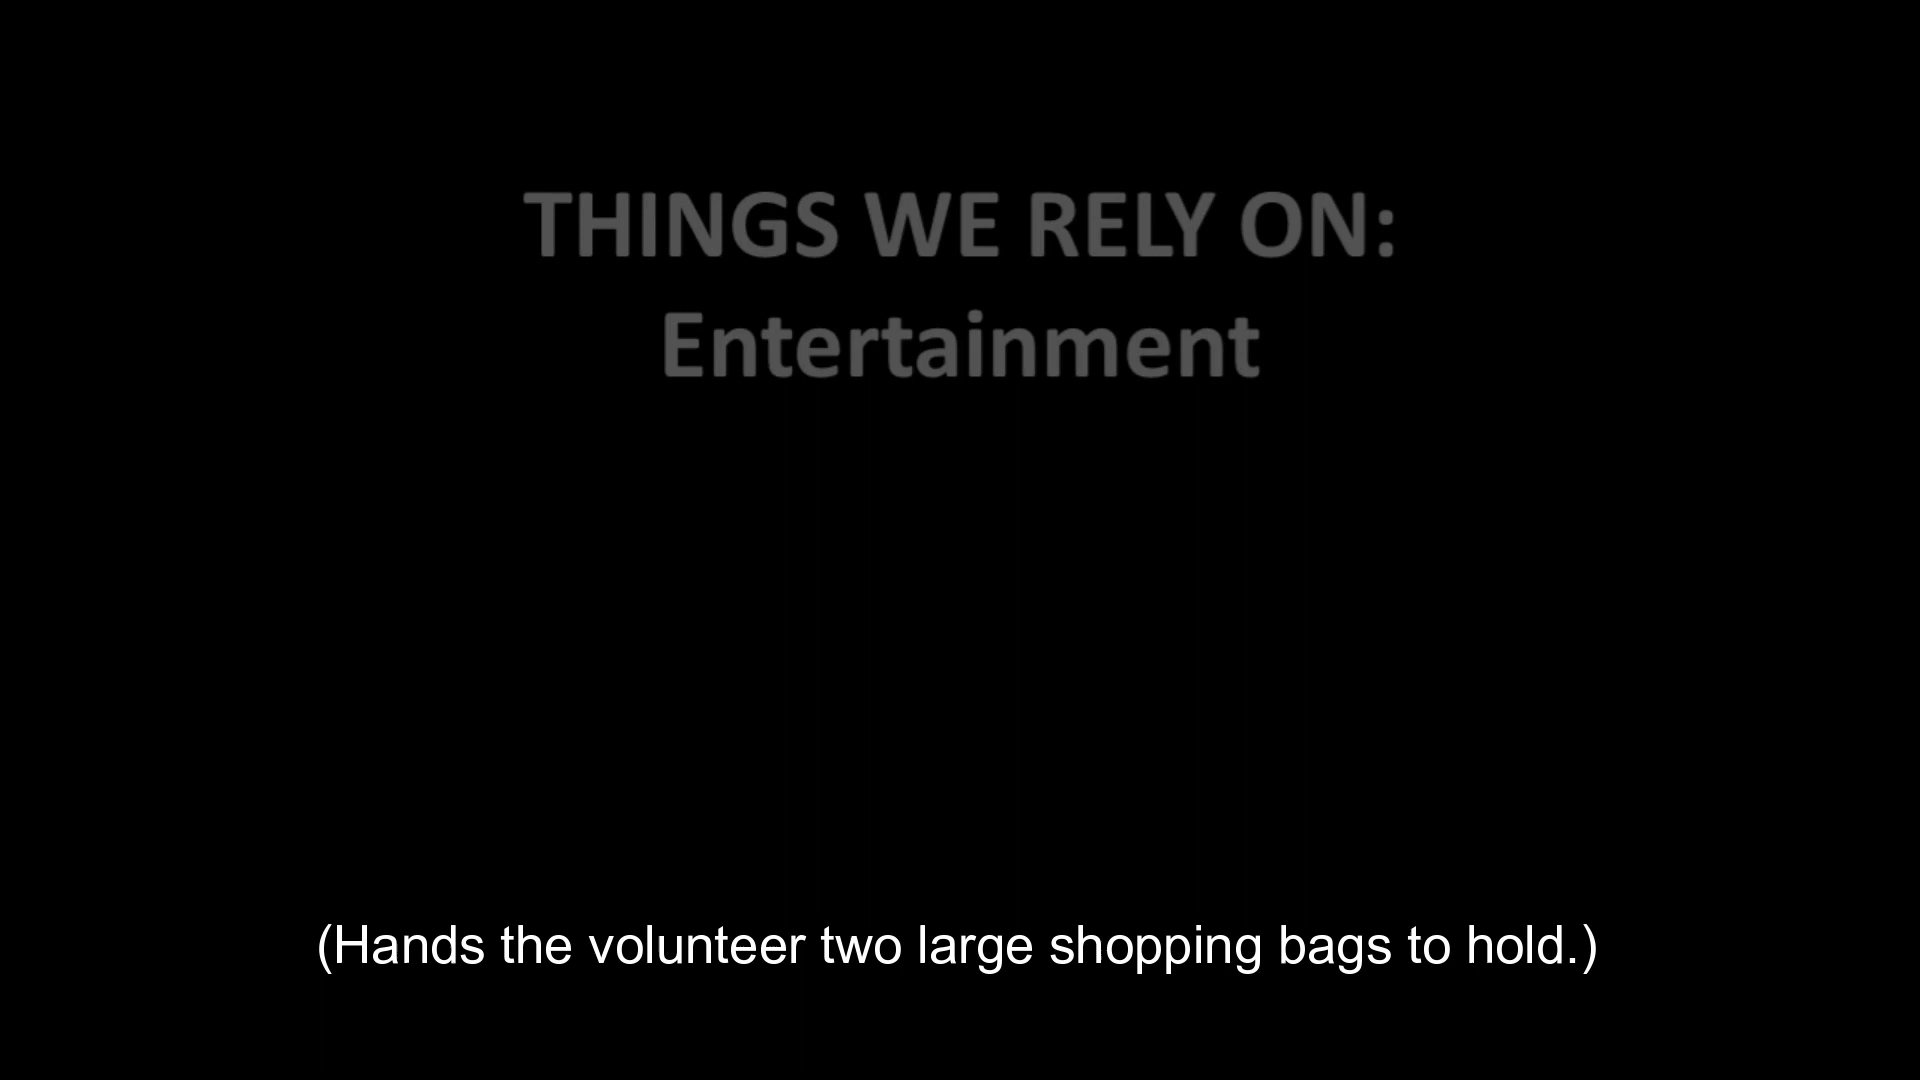 THINGS WE RELY ON:
Entertainment
(Hands the volunteer two large shopping bags to hold.)